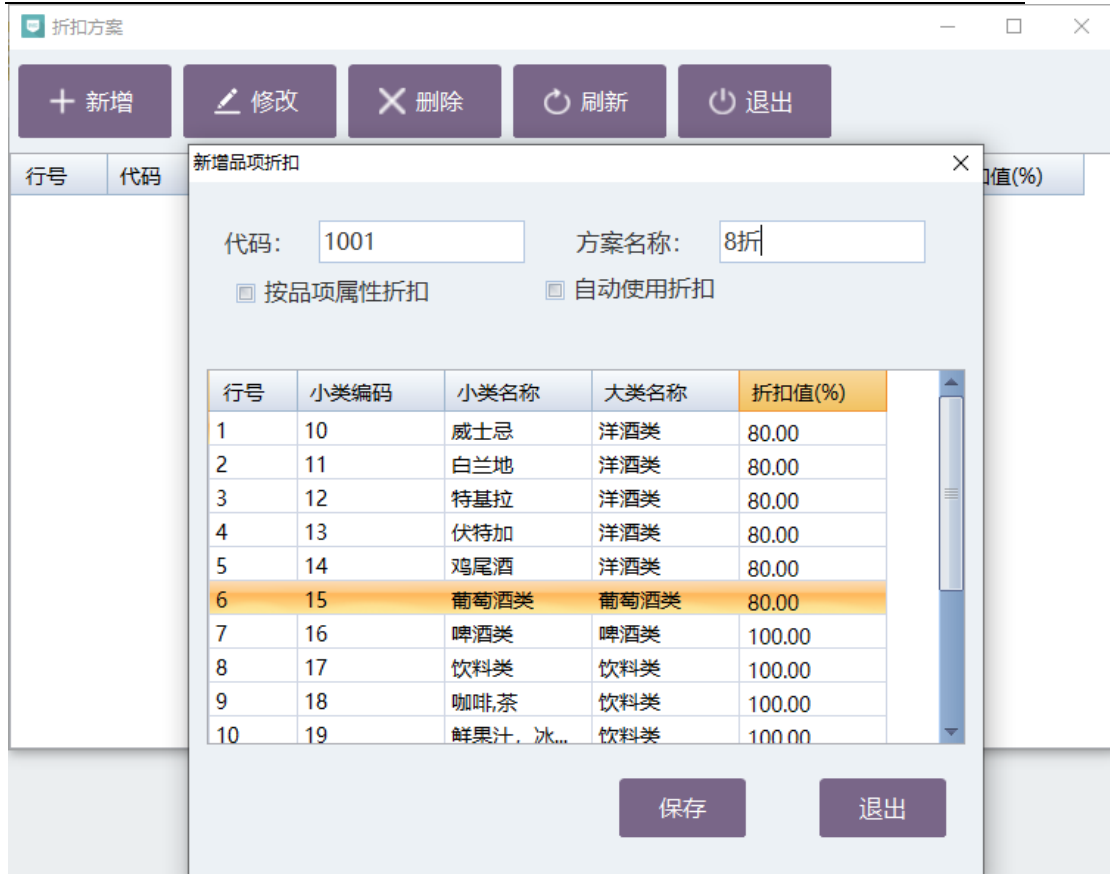 折扣方案
新增 修改 删除 刷新 退出
行号 代码 扣值(%)
新增品项折扣
代码: 1001 方案名称: 8折
按品项属性折扣 自动使用折扣
行号 小类编码 小类名称 大类名称 折扣值(%)
1 10 威士忌 洋酒类 80.00
2 11 白兰地 洋酒类 80.00
3 12 特基拉 洋酒类 80.00
4 13 伏特加 洋酒类 80.00
5 14 鸡尾酒 洋酒类 80.00
6 15 葡萄酒类 葡萄酒类 80.00
7 16 啤酒类 啤酒类 100.00
8 17 饮料类 饮料类 100.00
9 18 咖啡,茶 饮料类 100.00
10 19 鲜果汁，冰... 饮料类 100.00
保存 退出